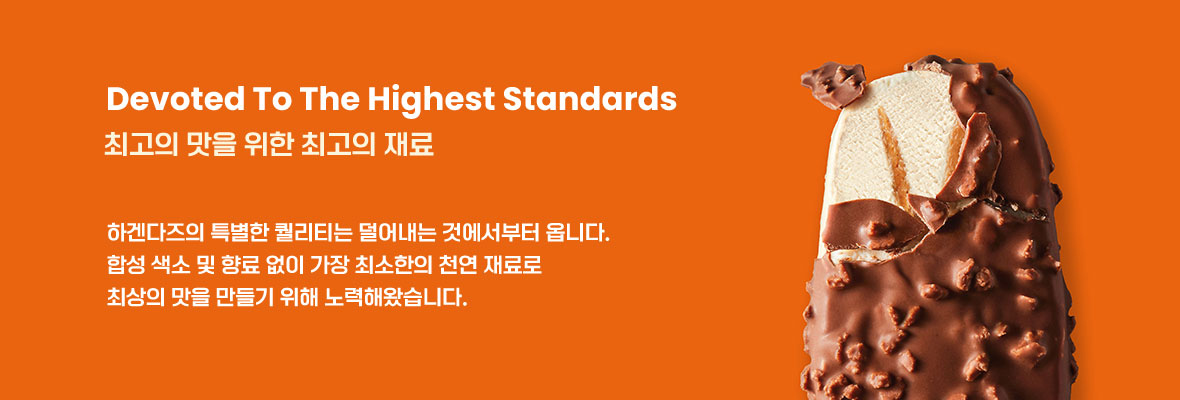 Devoted To The Highest Standards
최고의 맛을 위한 최고의 재료
하겐다즈의 특별한 퀄리티는 덜어내는 것에서부터 옵니다.
합성 색소 및 향료 없이 가장 최소한의 천연 재료로
최상의 맛을 만들기 위해 노력해왔습니다.